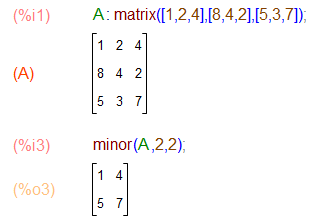 (%i1) A: matrix([1,2,4],[8,4,2],[5,3,7]);
1 2 4
(A) 8 4 2
5 3 7
(%i3) minor(A,2,2);
1 4
(%o3)
5 7